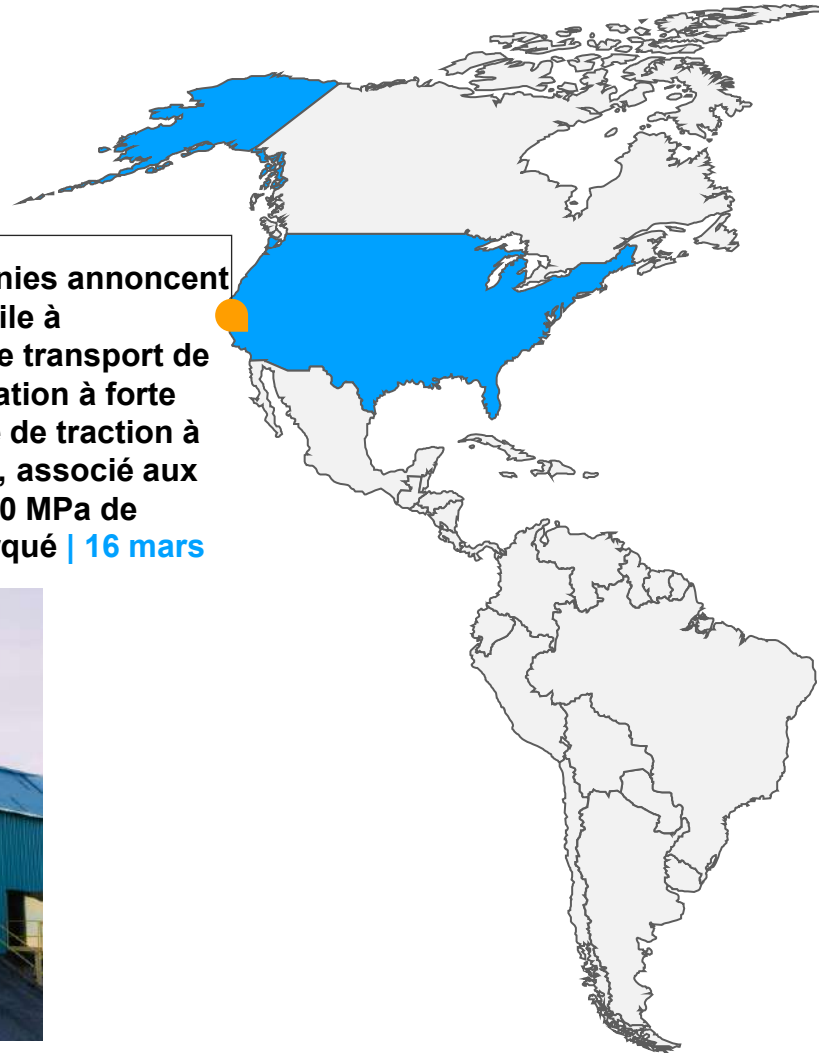 nies annoncent
ile à
e transport de
ation à forte
de traction à
, associé aux
0 MPa de
qué | 16 mars